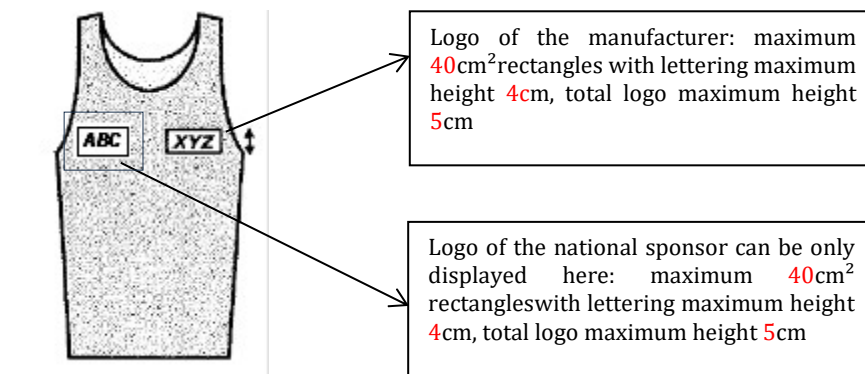 Logo of the manufacturer: maximum
40cm²rectangles with lettering maximum
height 4cm, total logo maximum height
5cm
ABC
XYZ
Logo of the national sponsor can be only
displayed here: maximum 40cm²
rectangleswith lettering maximum height
4cm, total logo maximum height 5cm